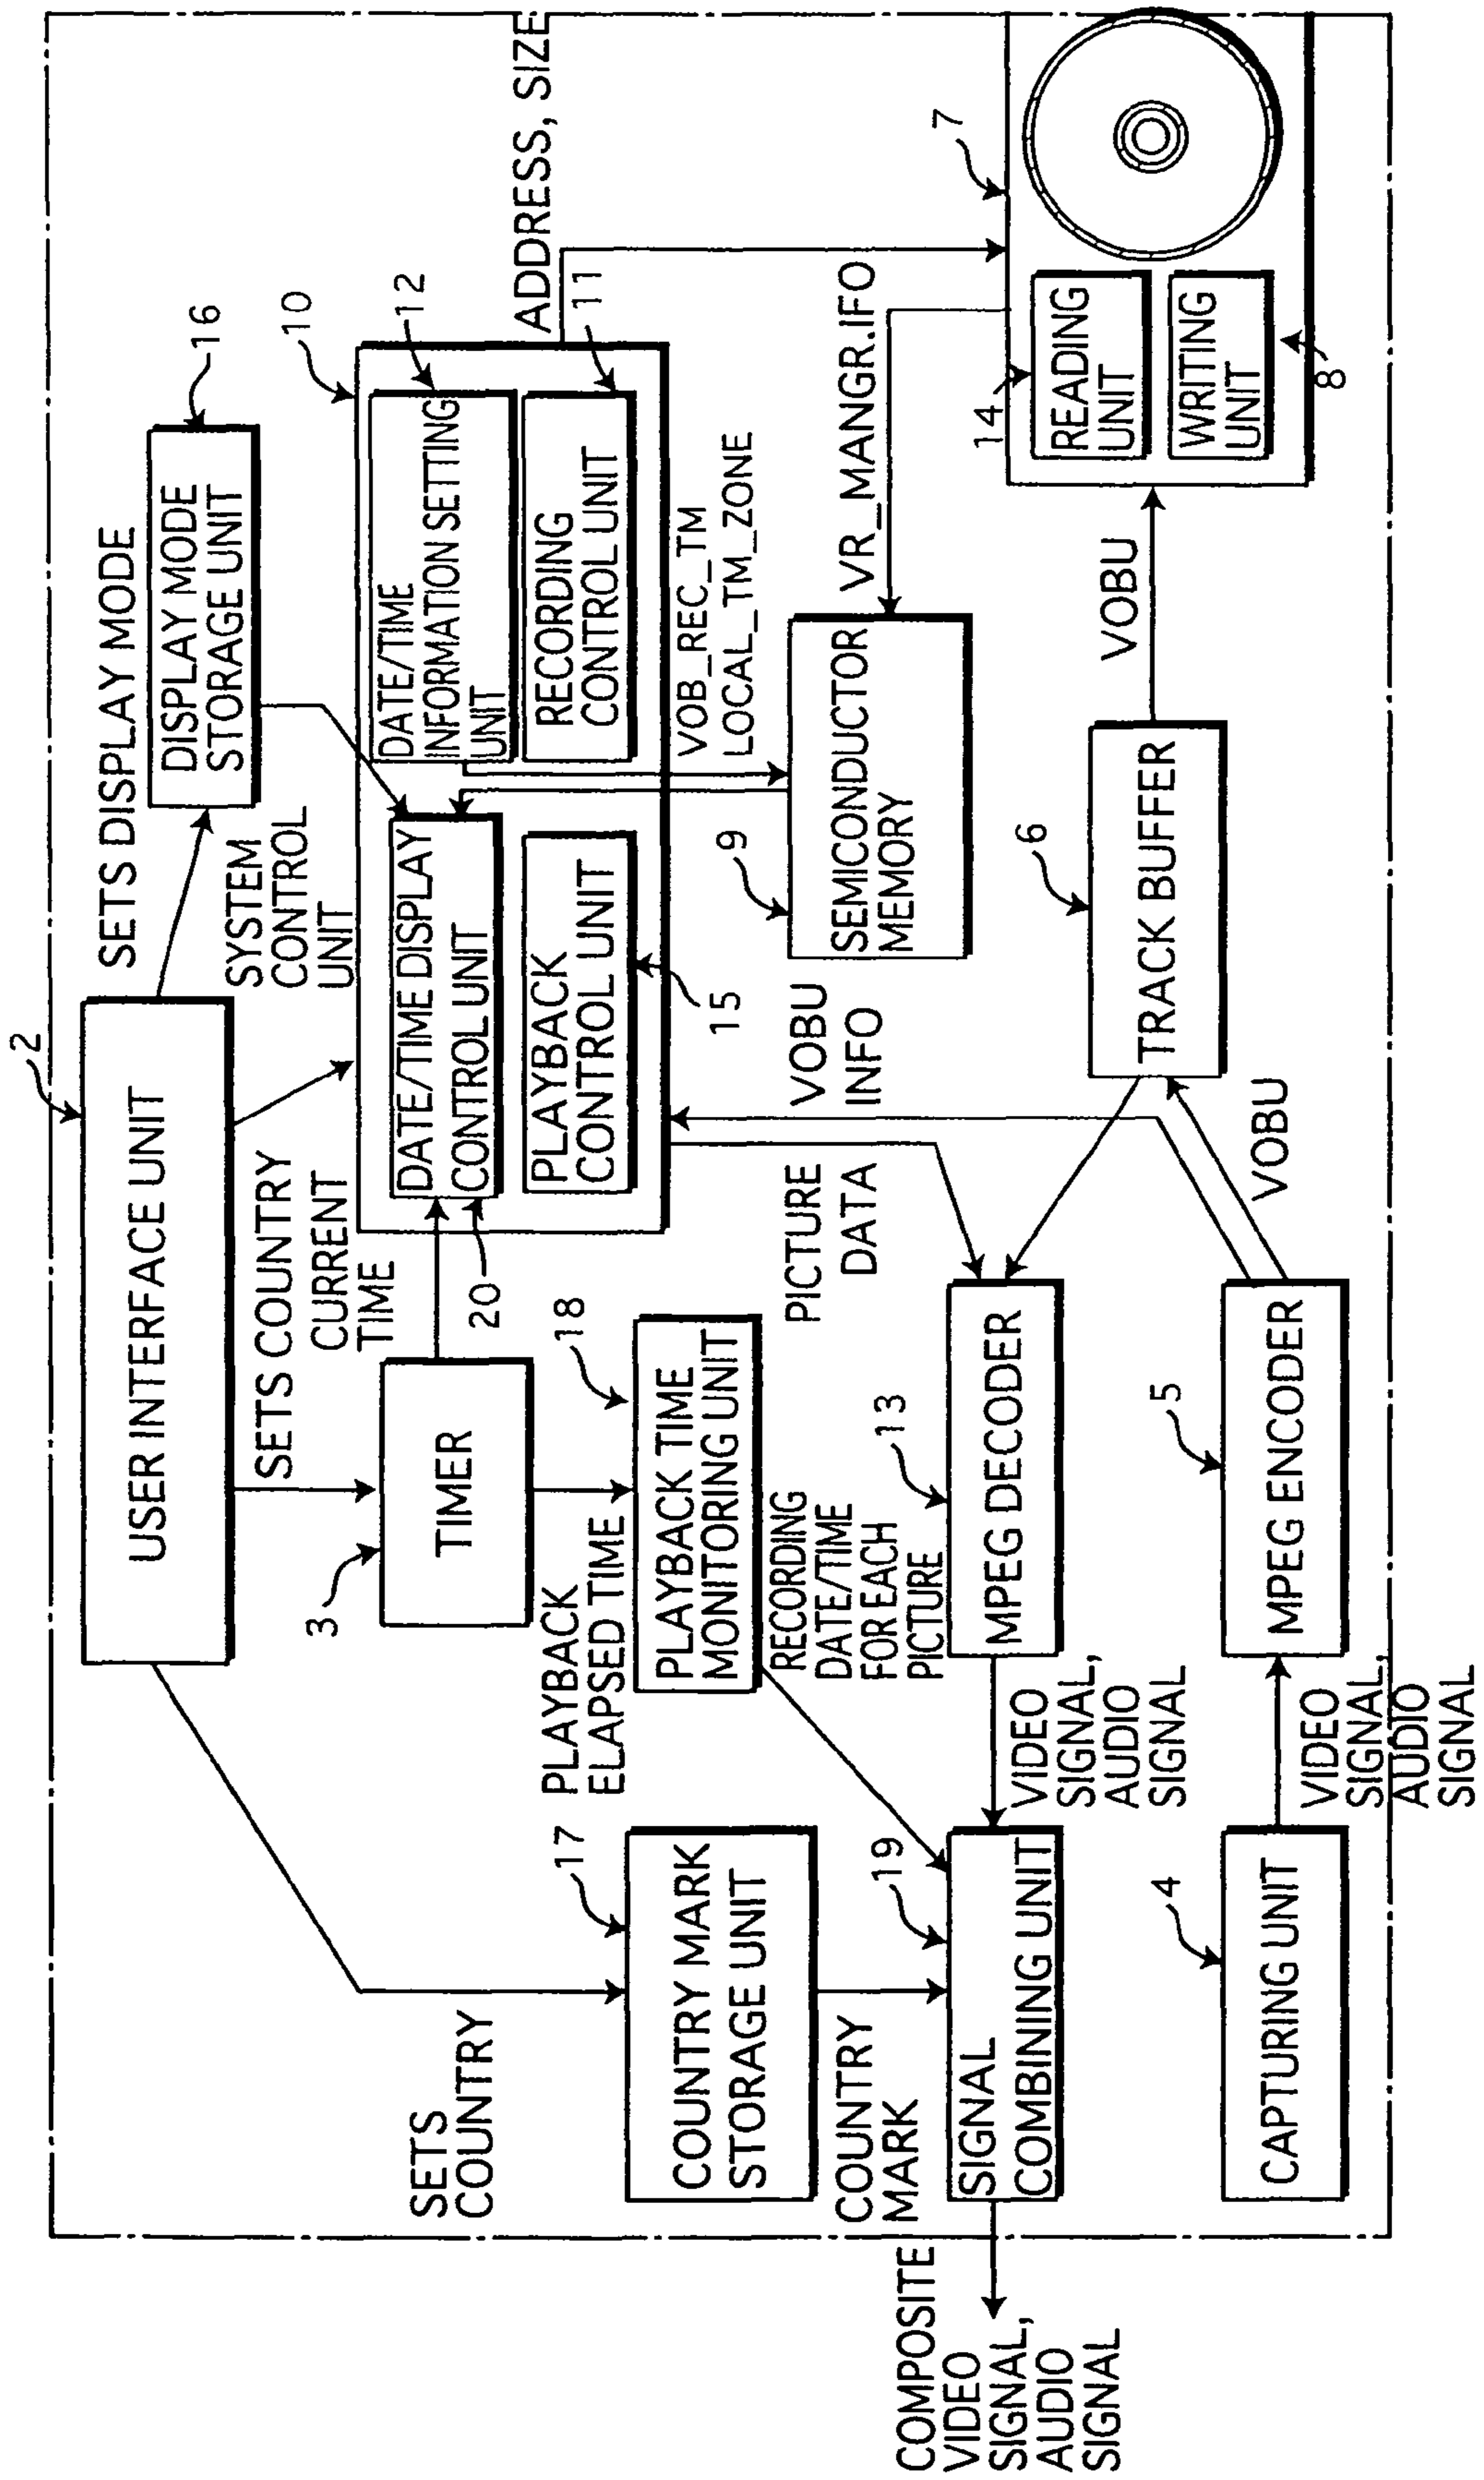 2
USER INTERFACE UNIT
SETS DISPLAY MODE
16
DISPLAY MODE
STORAGE UNIT
SETS COUNTRY
SYSTEM
CONTROL
UNIT
10
CURRENT
TIME
3
TIMER
20
DATE/TIME DISPLAY
CONTROL UNIT
DATE/TIME
INFORMATION SETTING
UNIT
12
PLAYBACK
CONTROL UNIT
15
RECORDING
CONTROL UNIT
11
ADDRESS, SIZE
SETS
COUNTRY
17
COUNTRY MARK
STORAGE UNIT
PLAYBACK
ELAPSED TIME
18
PLAYBACK TIME
MONITORING UNIT
VOB_REC_TM
LOCAL_TM_ZONE
9
SEMICONDUCTOR
MEMORY
VR_MANGR.IFO
7
COUNTRY
MARK
RECORDING
DATE/TIME
FOR EACH
PICTURE
PICTURE
DATA
VOBU
INFO
19
SIGNAL
COMBINING UNIT
13
MPEG DECODER
6
TRACK BUFFER
VOBU
14
READING
UNIT
WRITING
UNIT
8
COMPOSITE
VIDEO
SIGNAL,
AUDIO
SIGNAL
VIDEO
SIGNAL,
AUDIO
SIGNAL
VOBU
4
CAPTURING UNIT
5
MPEG ENCODER
VIDEO
SIGNAL,
AUDIO
SIGNAL